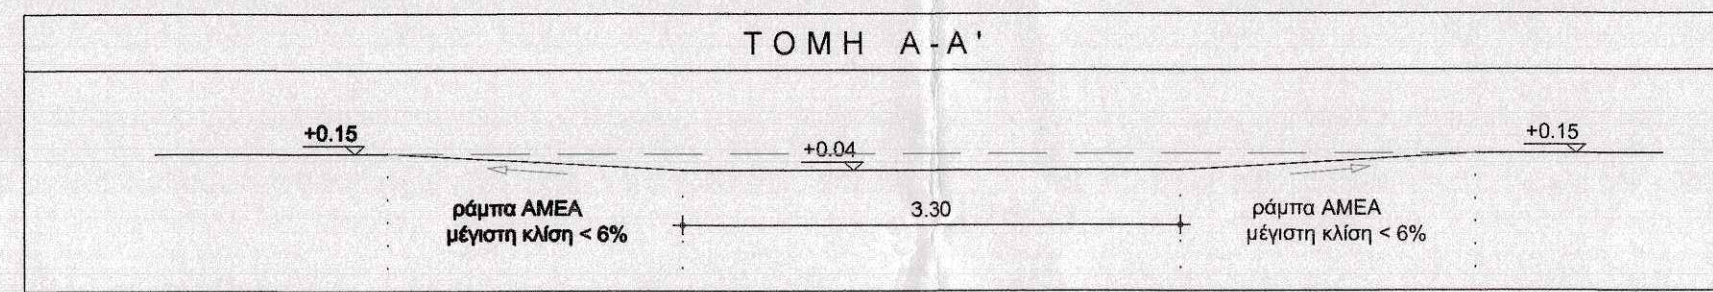 ΤΟΜΗ Α-Α'
+0.15
+0.04
+0.15
ράμπα ΑΜΕΑ
μέγιστη κλίση < 6%
3.30
ράμπα ΑΜΕΑ
μέγιστη κλίση < 6%